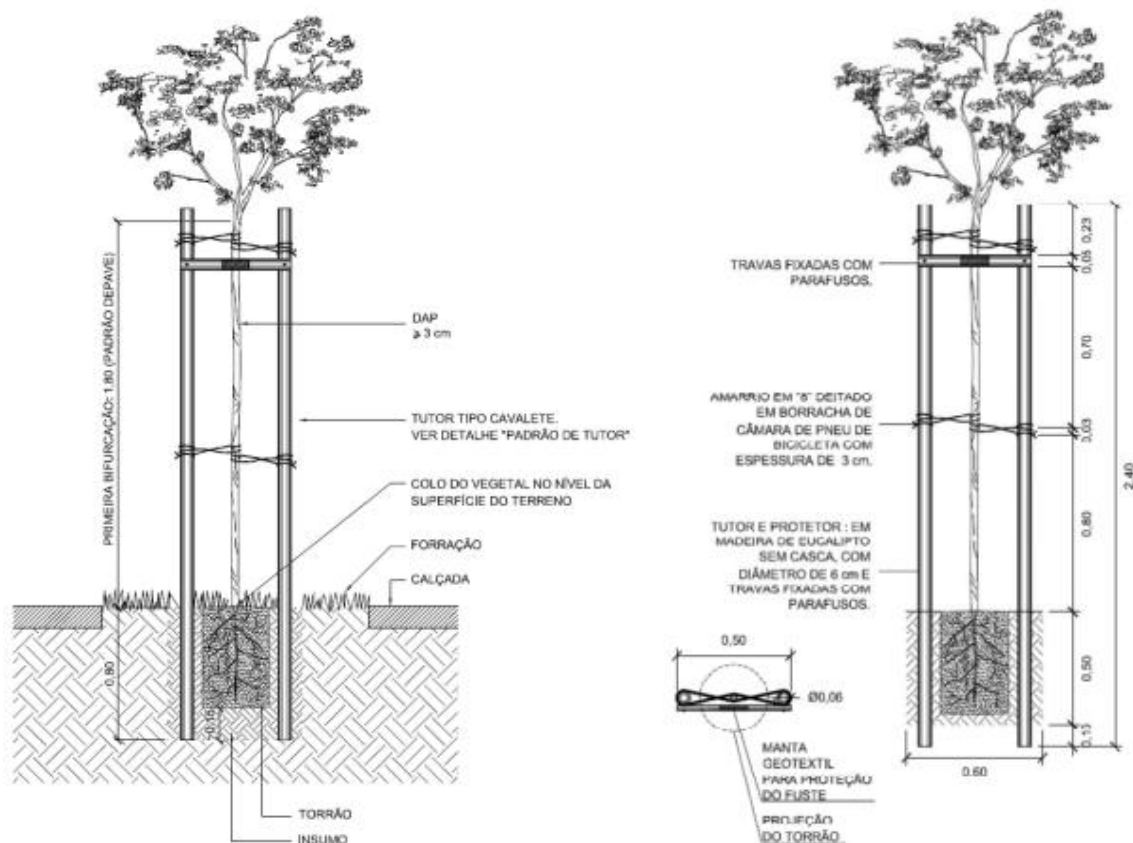 PRIMEIRA BIFURCAÇÃO: 1,80 (PADRÃO DEPAVE)
0,80
0,10
DAP
⩾ 3 cm
TUTOR TIPO CAVALETE.
VER DETALHE "PADRÃO DE TUTOR"
COLO DO VEGETAL NO NÍVEL DA
SUPERFÍCIE DO TERRENO
FORRAÇÃO
CALÇADA
TORRÃO
INSUMO
TRAVAS FIXADAS COM
PARAFUSOS.
AMARRIO EM "8" DEITADO
EM BORRACHA DE
CÂMARA DE PNEU DE
BICICLETA COM
ESPESSURA DE 3 cm.
TUTOR E PROTETOR : EM
MADEIRA DE EUCALIPTO
SEM CASCA, COM
DIÂMETRO DE 6 cm E
TRAVAS FIXADAS COM
PARAFUSOS.
0,50
Ø0,06
MANTA
GEOTEXTIL
PARA PROTEÇÃO
DO FUSTE
PROJEÇÃO
DO TORRÃO
0,23
0,05
0,70
0,03
0,80
0,50
2,40
0,60